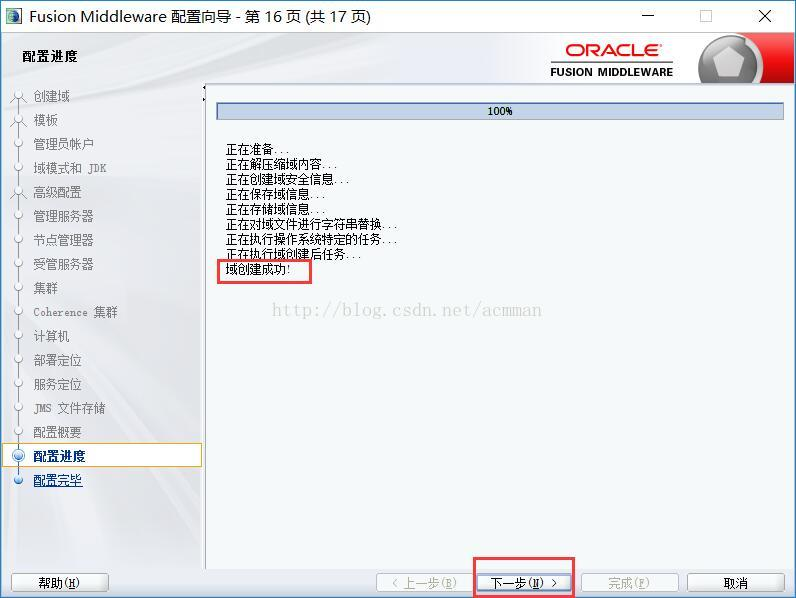 Fusion Middleware 配置向导 - 第 16 页 (共 17 页)
配置进度
ORACLE
FUSION MIDDLEWARE
创建域
模板
管理员帐户
域模式和 JDK
高级配置
管理服务器
节点管理器
受管服务器
集群
Coherence 集群
计算机
部署定位
服务定位
JMS 文件存储
配置概要
配置进度
配置完毕
100%
正在准备...
正在解压缩域内容...
正在创建域安全信息...
正在保存域信息...
正在存储域信息...
正在对域文件进行字符串替换...
正在执行操作系统特定的任务...
正在执行域创建后任务...
域创建成功!
http://blog.csdn.net/acmman
帮助(H)
< 上一步(B)
下一步(N) >
完成(F)
取消